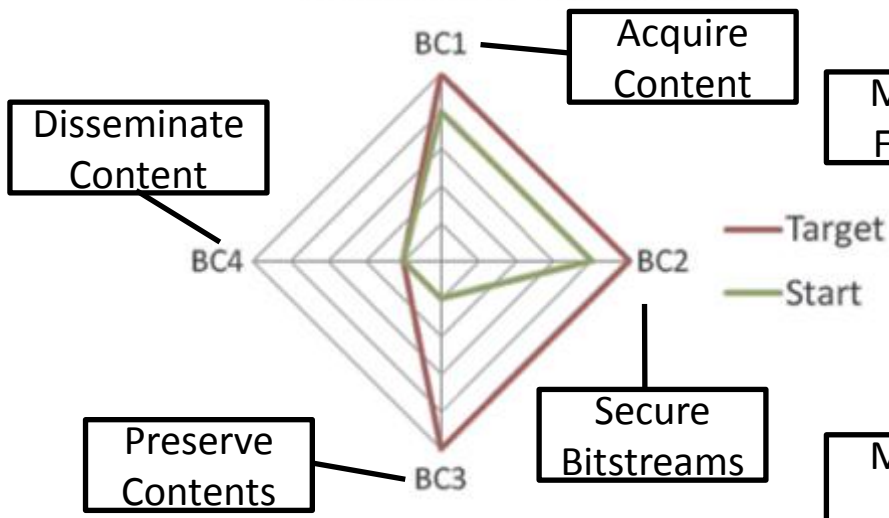 BC1
Acquire
Content
Disseminate
Content
M
F
Target
BC4
BC2
Start
Secure
Bitstreams
Preserve
Contents
BC3
M